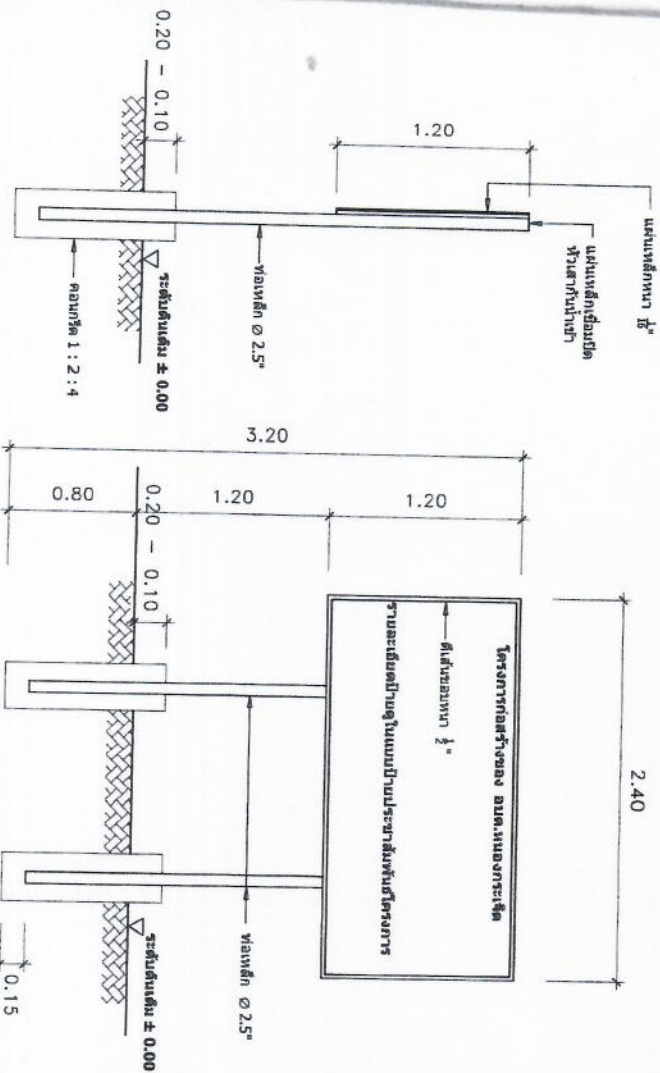 แผ่นเหล็กหนา 1/16"
แผ่นเหล็กเชื่อมปิด
หัวเสากันน้ำเข้า
1.20
ท่อเหล็ก Ø 2.5"
0.20 - 0.10
ระดับดินเดิม ± 0.00
คอนกรีต 1 : 2 : 4
2.40
โครงการก่อสร้างของ อบต.หนองกระเจ็ด
ตีเส้นขอบหนา 1/2"
รายละเอียดป้ายดูในแบบป้ายประชาสัมพันธ์โครงการ
3.20
1.20
1.20
0.80
0.20 - 0.10
ท่อเหล็ก Ø 2.5"
ระดับดินเดิม ± 0.00
0.15